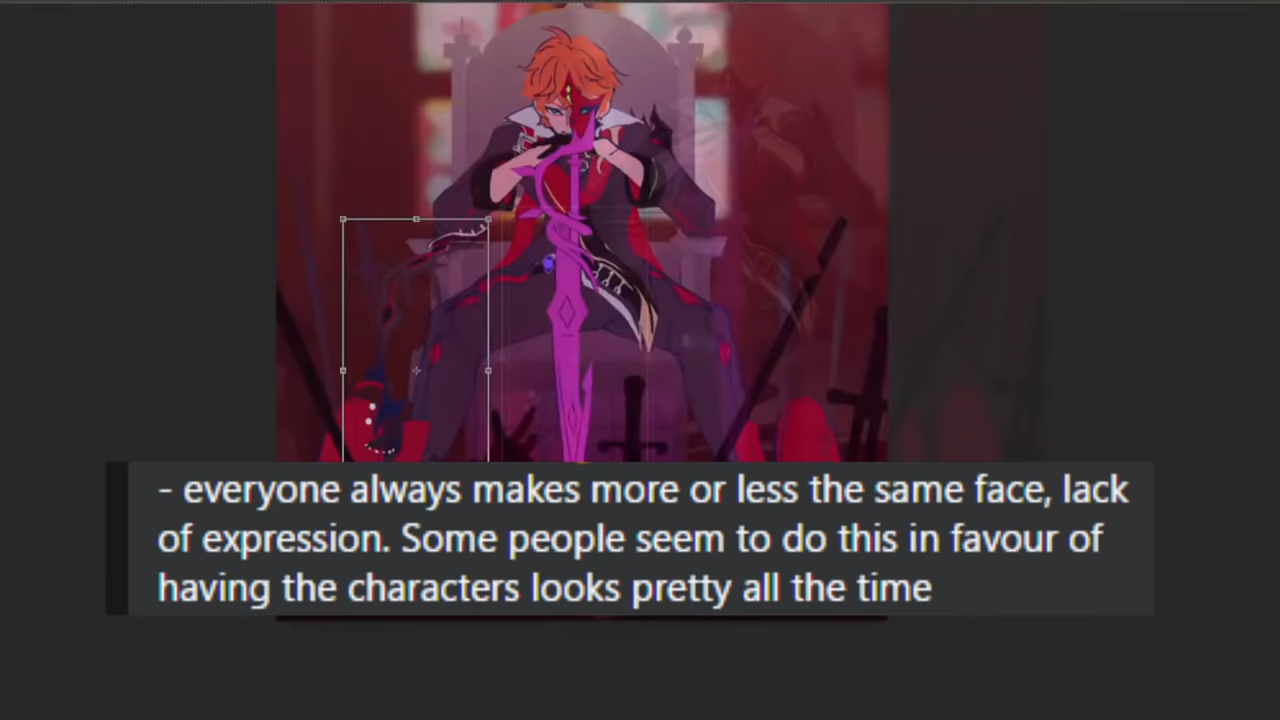 - everyone always makes more or less the same face, lack
of expression. Some people seem to do this in favour of
having the characters looks pretty all the time